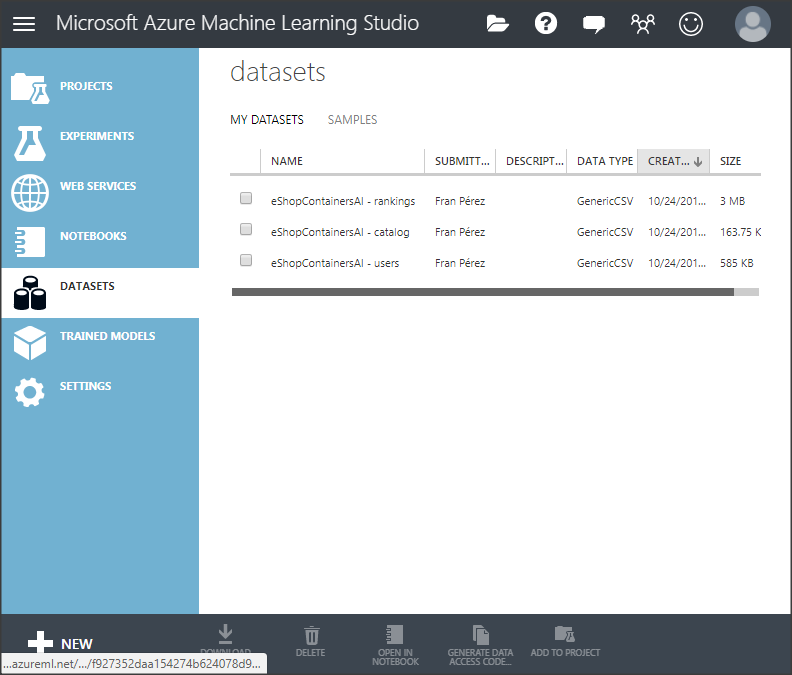 Microsoft Azure Machine Learning Studio
PROJECTS
EXPERIMENTS
WEB SERVICES
NOTEBOOKS
DATASETS
TRAINED MODELS
SETTINGS
datasets
MY DATASETS SAMPLES
NAME SUBMITT... DESCRIPT... DATA TYPE CREAT... SIZE
eShopContainersAI - rankings Fran Pérez GenericCSV 10/24/201... 3 MB
eShopContainersAI - catalog Fran Pérez GenericCSV 10/24/201... 163.75 K
eShopContainersAI - users Fran Pérez GenericCSV 10/24/201... 585 KB
NEW
DOWNLOAD
DELETE
OPEN IN
NOTEBOOK
GENERATE DATA
ACCESS CODE...
ADD TO PROJECT
...azureml.net/.../f927352daa154274b624078d9...